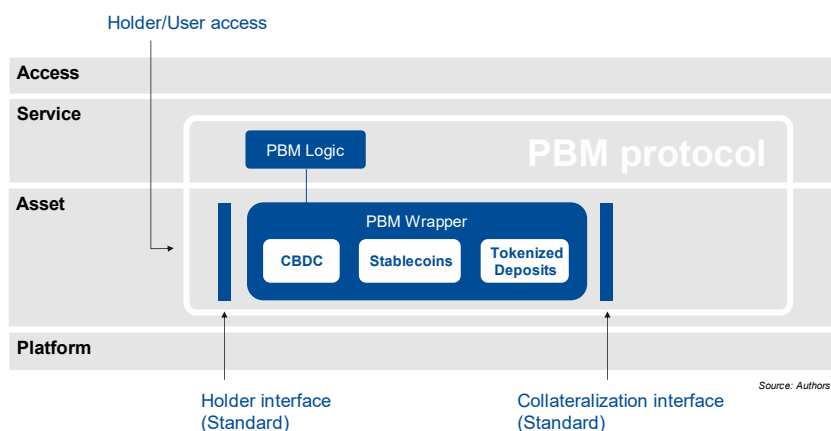 Holder/User access
Access
Service
PBM Logic
PBM protocol
Asset
PBM Wrapper
CBDC
Stablecoins
Tokenized
Deposits
Platform
Source: Authors
Holder interface
(Standard)
Collateralization interface
(Standard)